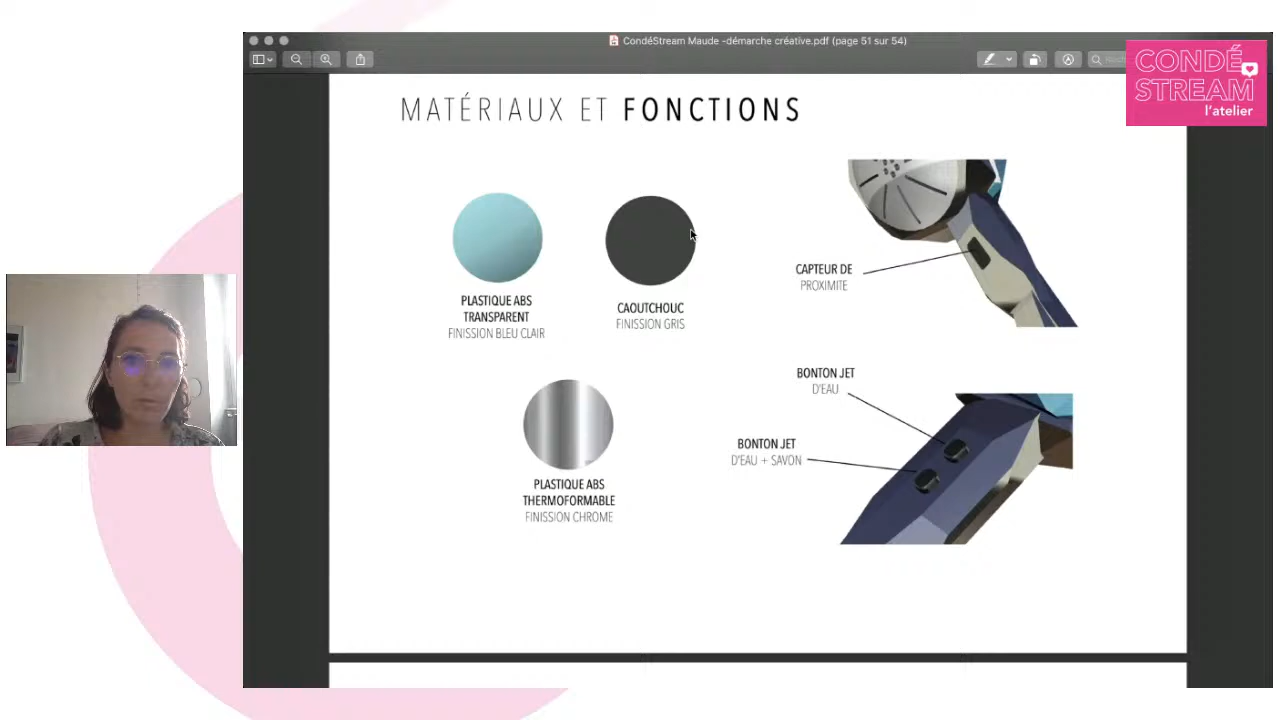 CondéStream Maude -démarche créative.pdf (page 51 sur 54)
CONDÉ
STREAM
l'atelier
MATÉRIAUX ET FONCTIONS
PLASTIQUE ABS
TRANSPARENT
FINISSION BLEU CLAIR
CAOUTCHOUC
FINISSION GRIS
CAPTEUR DE
PROXIMITE
BONTON JET
D'EAU
BONTON JET
D'EAU + SAVON
PLASTIQUE ABS
THERMOFORMABLE
FINISSION CHROME